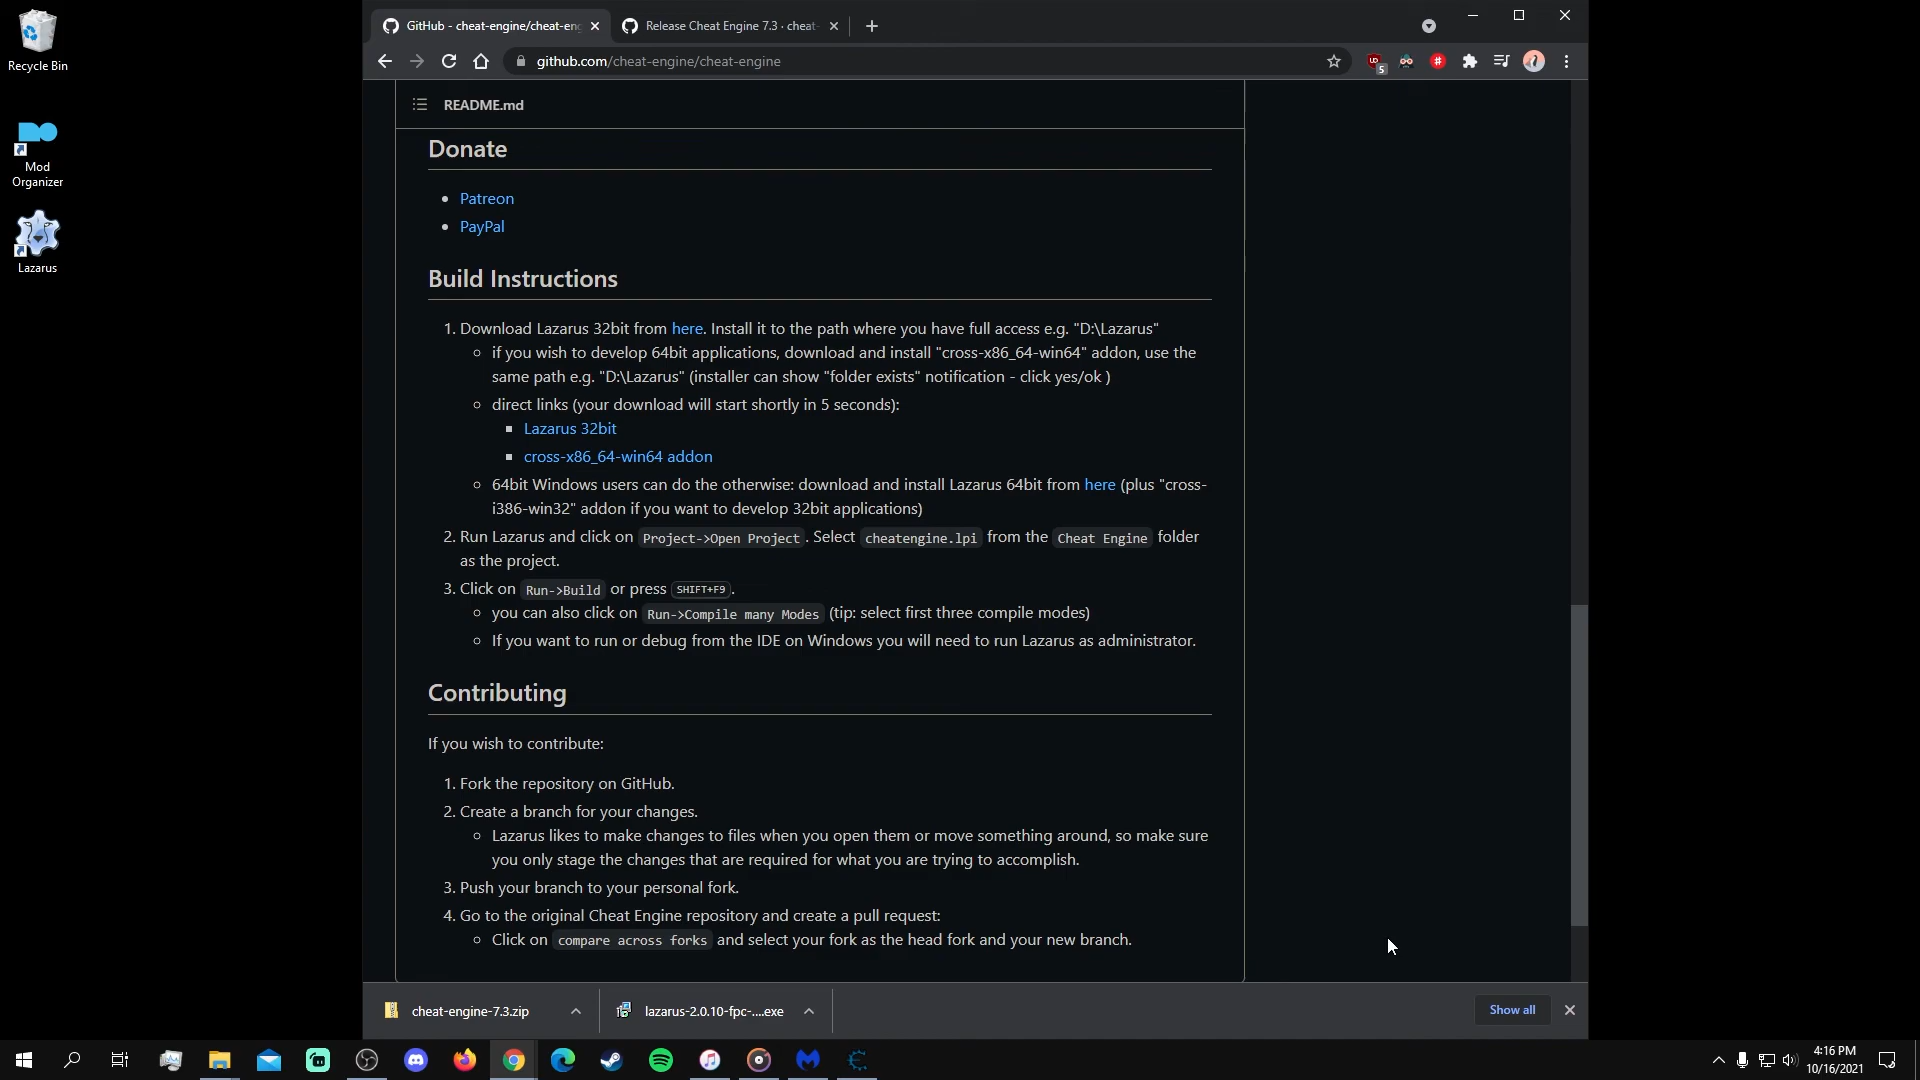 Recycle Bin
Mod
Organizer
Lazarus
GitHub - cheat-engine/cheat-eng
Release Cheat Engine 7.3 · cheat-
github.com/cheat-engine/cheat-engine
5
README.md
Donate
Patreon
PayPal
Build Instructions
1. Download Lazarus 32bit from here. Install it to the path where you have full access e.g. "D:\Lazarus"
if you wish to develop 64bit applications, download and install "cross-x86_64-win64" addon, use the
same path e.g. "D:\Lazarus" (installer can show "folder exists" notification - click yes/ok )
direct links (your download will start shortly in 5 seconds):
Lazarus 32bit
cross-x86_64-win64 addon
64bit Windows users can do the otherwise: download and install Lazarus 64bit from here (plus "cross-
i386-win32" addon if you want to develop 32bit applications)
2. Run Lazarus and click on Project->Open Project. Select cheatengine.lpi from the Cheat Engine folder
as the project.
3. Click on Run->Build or press SHIFT+F9.
you can also click on Run->Compile many Modes (tip: select first three compile modes)
If you want to run or debug from the IDE on Windows you will need to run Lazarus as administrator.
Contributing
If you wish to contribute:
1. Fork the repository on GitHub.
2. Create a branch for your changes.
Lazarus likes to make changes to files when you open them or move something around, so make sure
you only stage the changes that are required for what you are trying to accomplish.
3. Push your branch to your personal fork.
4. Go to the original Cheat Engine repository and create a pull request:
Click on compare across forks and select your fork as the head fork and your new branch.
cheat-engine-7.3.zip
lazarus-2.0.10-fpc-....exe
Show all
4:16 PM
10/16/2021